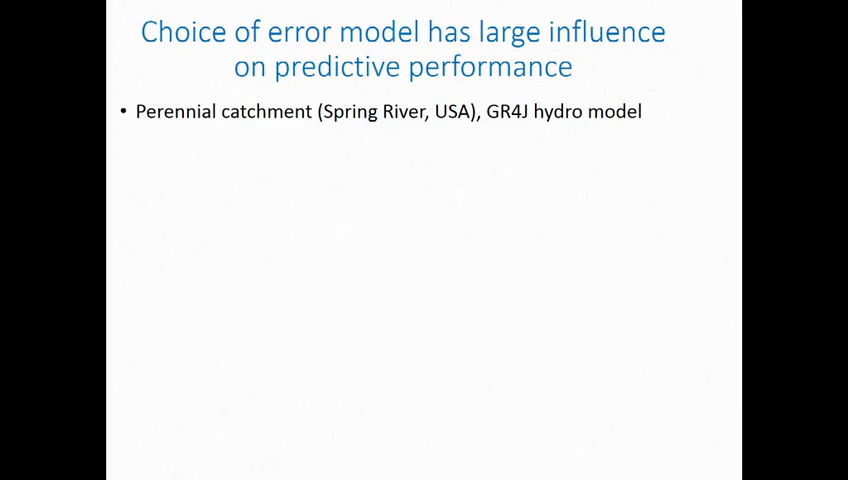 Choice of error model has large influence
on predictive performance
• Perennial catchment (Spring River, USA), GR4J hydro model